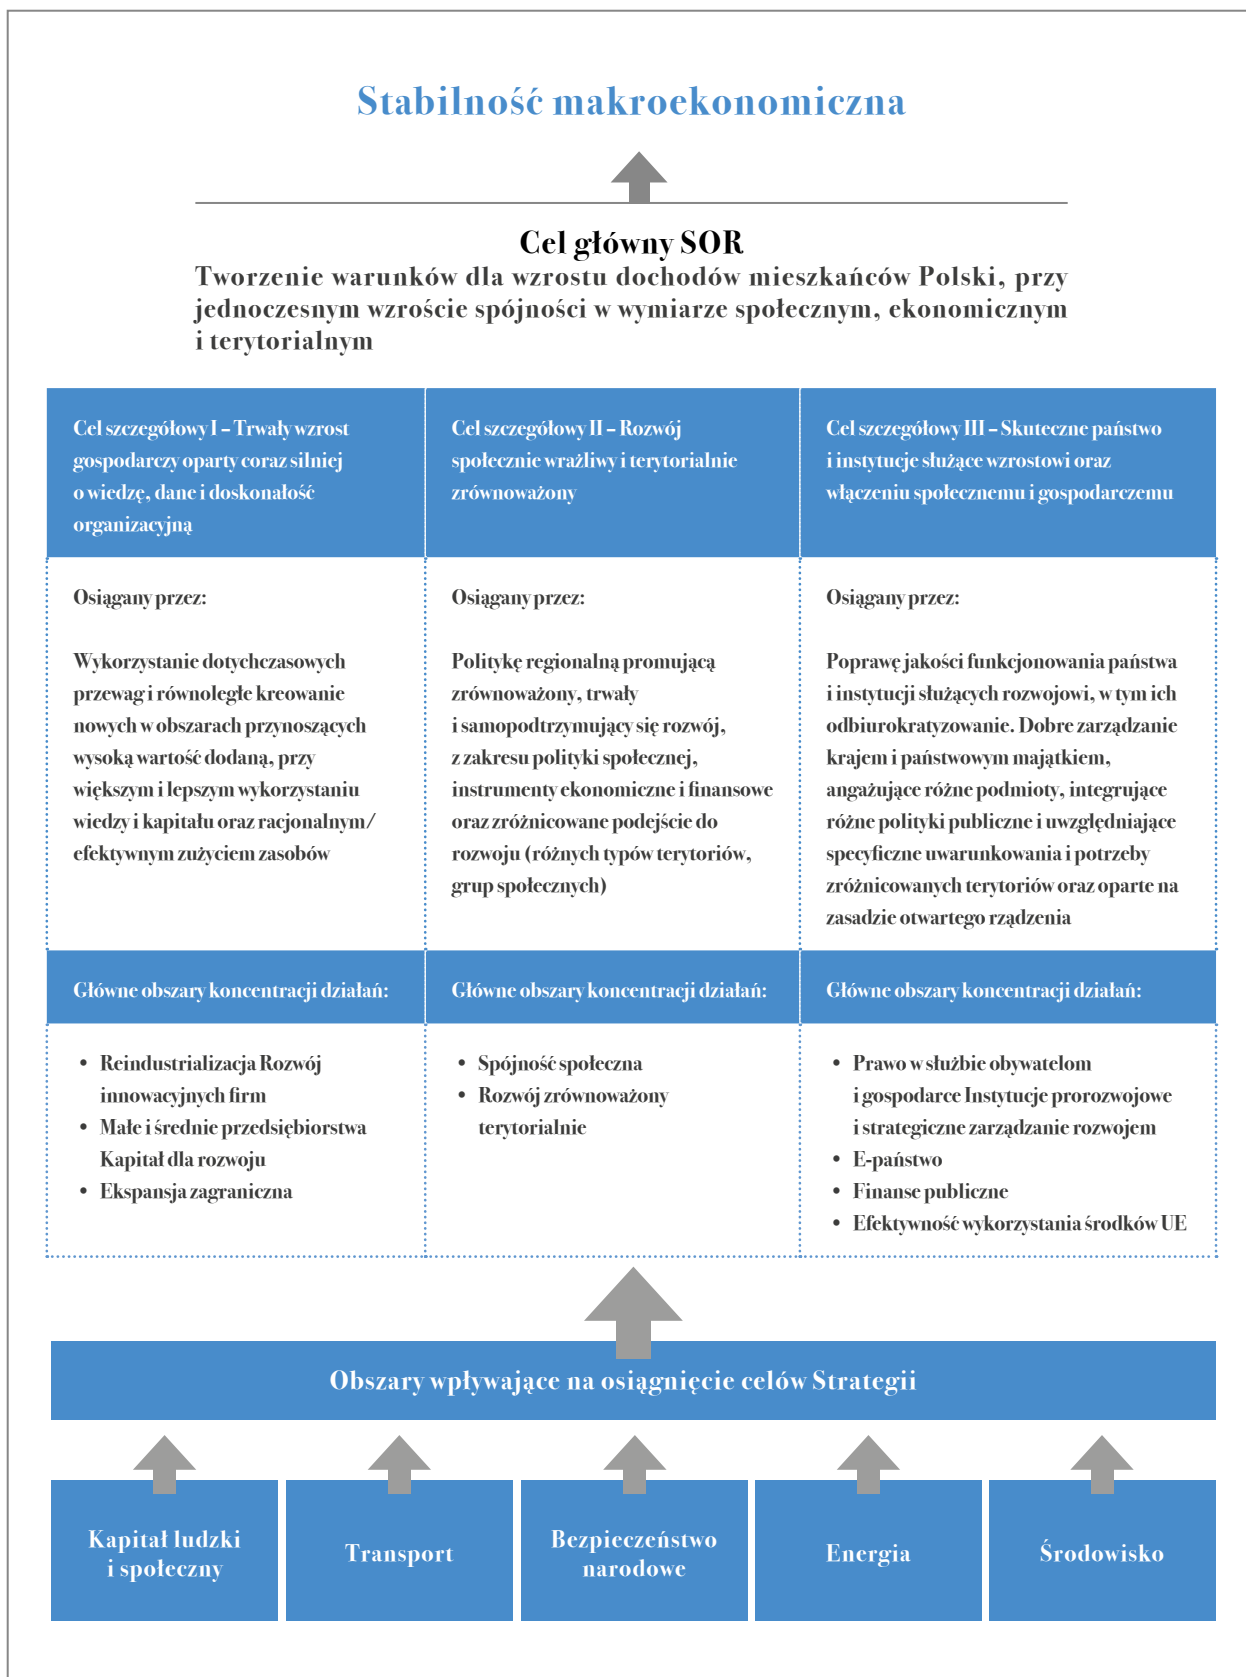 Stabilność makroekonomiczna
Cel główny SOR
Tworzenie warunków dla wzrostu dochodów mieszkańców Polski, przy
jednoczesnym wzroście spójności w wymiarze społecznym, ekonomicznym
i terytorialnym
Cel szczegółowy I – Trwały wzrost
gospodarczy oparty coraz silniej
o wiedzę, dane i doskonałość
organizacyjną
Osiągany przez:
Wykorzystanie dotychczasowych
przewag i równoległe kreowanie
nowych w obszarach przynoszących
wysoką wartość dodaną, przy
większym i lepszym wykorzystaniu
wiedzy i kapitału oraz racjonalnym/
efektywnym zużyciem zasobów
Główne obszary koncentracji działań:
• Reindustrializacja Rozwój
innowacyjnych firm
• Małe i średnie przedsiębiorstwa
Kapitał dla rozwoju
• Ekspansja zagraniczna
Cel szczegółowy II – Rozwój
społecznie wrażliwy i terytorialnie
zrównoważony
Osiągany przez:
Politykę regionalną promującą
zrównoważony, trwały
i samopodtrzymujący się rozwój,
z zakresu polityki społecznej,
instrumenty ekonomiczne i finansowe
oraz zróżnicowane podejście do
rozwoju (różnych typów terytoriów,
grup społecznych)
Główne obszary koncentracji działań:
• Spójność społeczna
• Rozwój zrównoważony
terytorialnie
Cel szczegółowy III – Skuteczne państwo
i instytucje służące wzrostowi oraz
włączeniu społecznemu i gospodarczemu
Osiągany przez:
Poprawę jakości funkcjonowania państwa
i instytucji służących rozwojowi, w tym ich
odbiurokratyzowanie. Dobre zarządzanie
krajem i państwowym majątkiem,
angażujące różne podmioty, integrujące
różne polityki publiczne i uwzględniające
specyficzne uwarunkowania i potrzeby
zróżnicowanych terytoriów oraz oparte na
zasadzie otwartego rządzenia
Główne obszary koncentracji działań:
• Prawo w służbie obywatelom
i gospodarce Instytucje prorozwojowe
i strategiczne zarządzanie rozwojem
• E-państwo
• Finanse publiczne
• Efektywność wykorzystania środków UE
Obszary wpływające na osiągnięcie celów Strategii
Kapitał ludzki
i społeczny
Transport
Bezpieczeństwo
narodowe
Energia
Środowisko